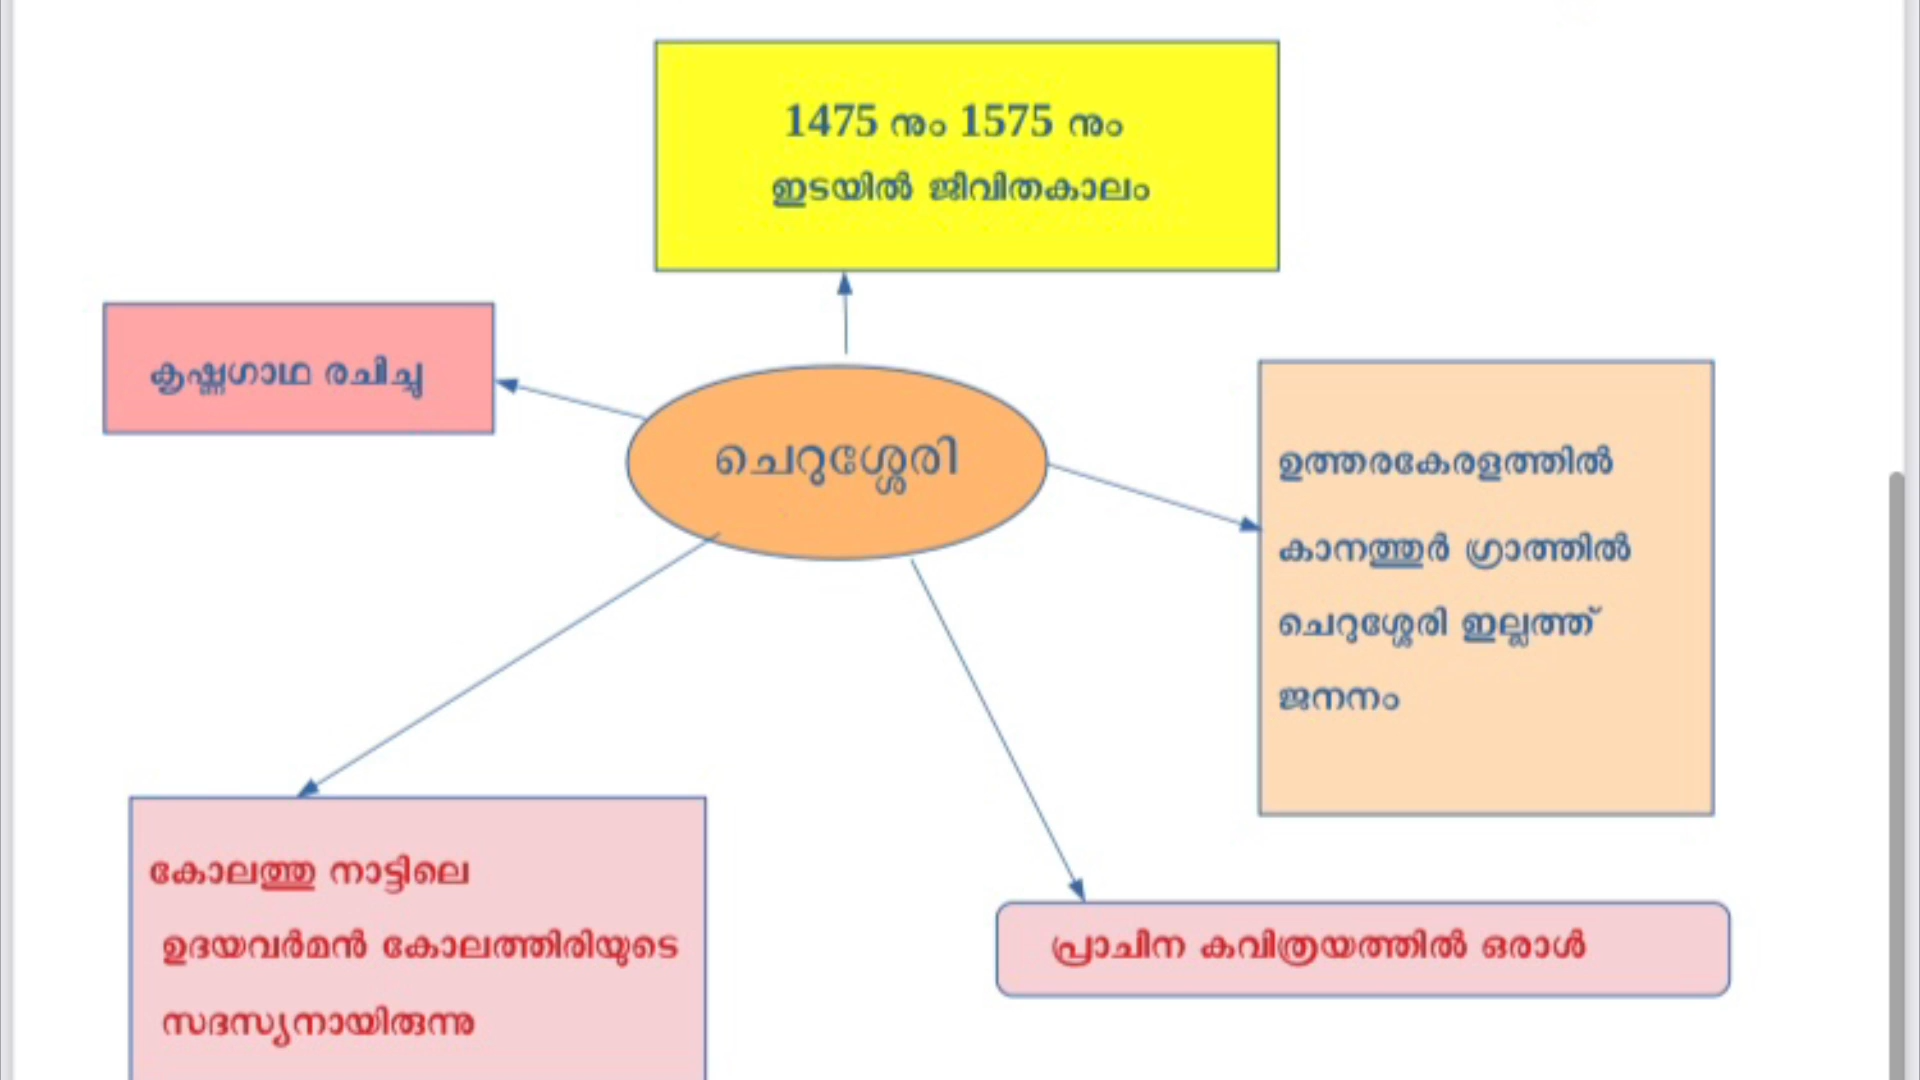 1475 നും 1575 നും
ഇടയിൽ ജീവിതകാലം
കൃഷ്ണഗാഥ രചിച്ചു
ചെറുശ്ശേരി
ഉത്തരകേരളത്തിൽ
കാനത്തുർ ഗ്രാത്തിൽ
ചെറുശ്ശേരി ഇല്ലത്ത്
ജനനം
കോലത്തു നാട്ടിലെ
ഉദയവർമൻ കോലത്തിരിയുടെ
സദസ്യനായിരുന്നു
പ്രാചീന കവിത്രയത്തിൽ ഒരാൾ